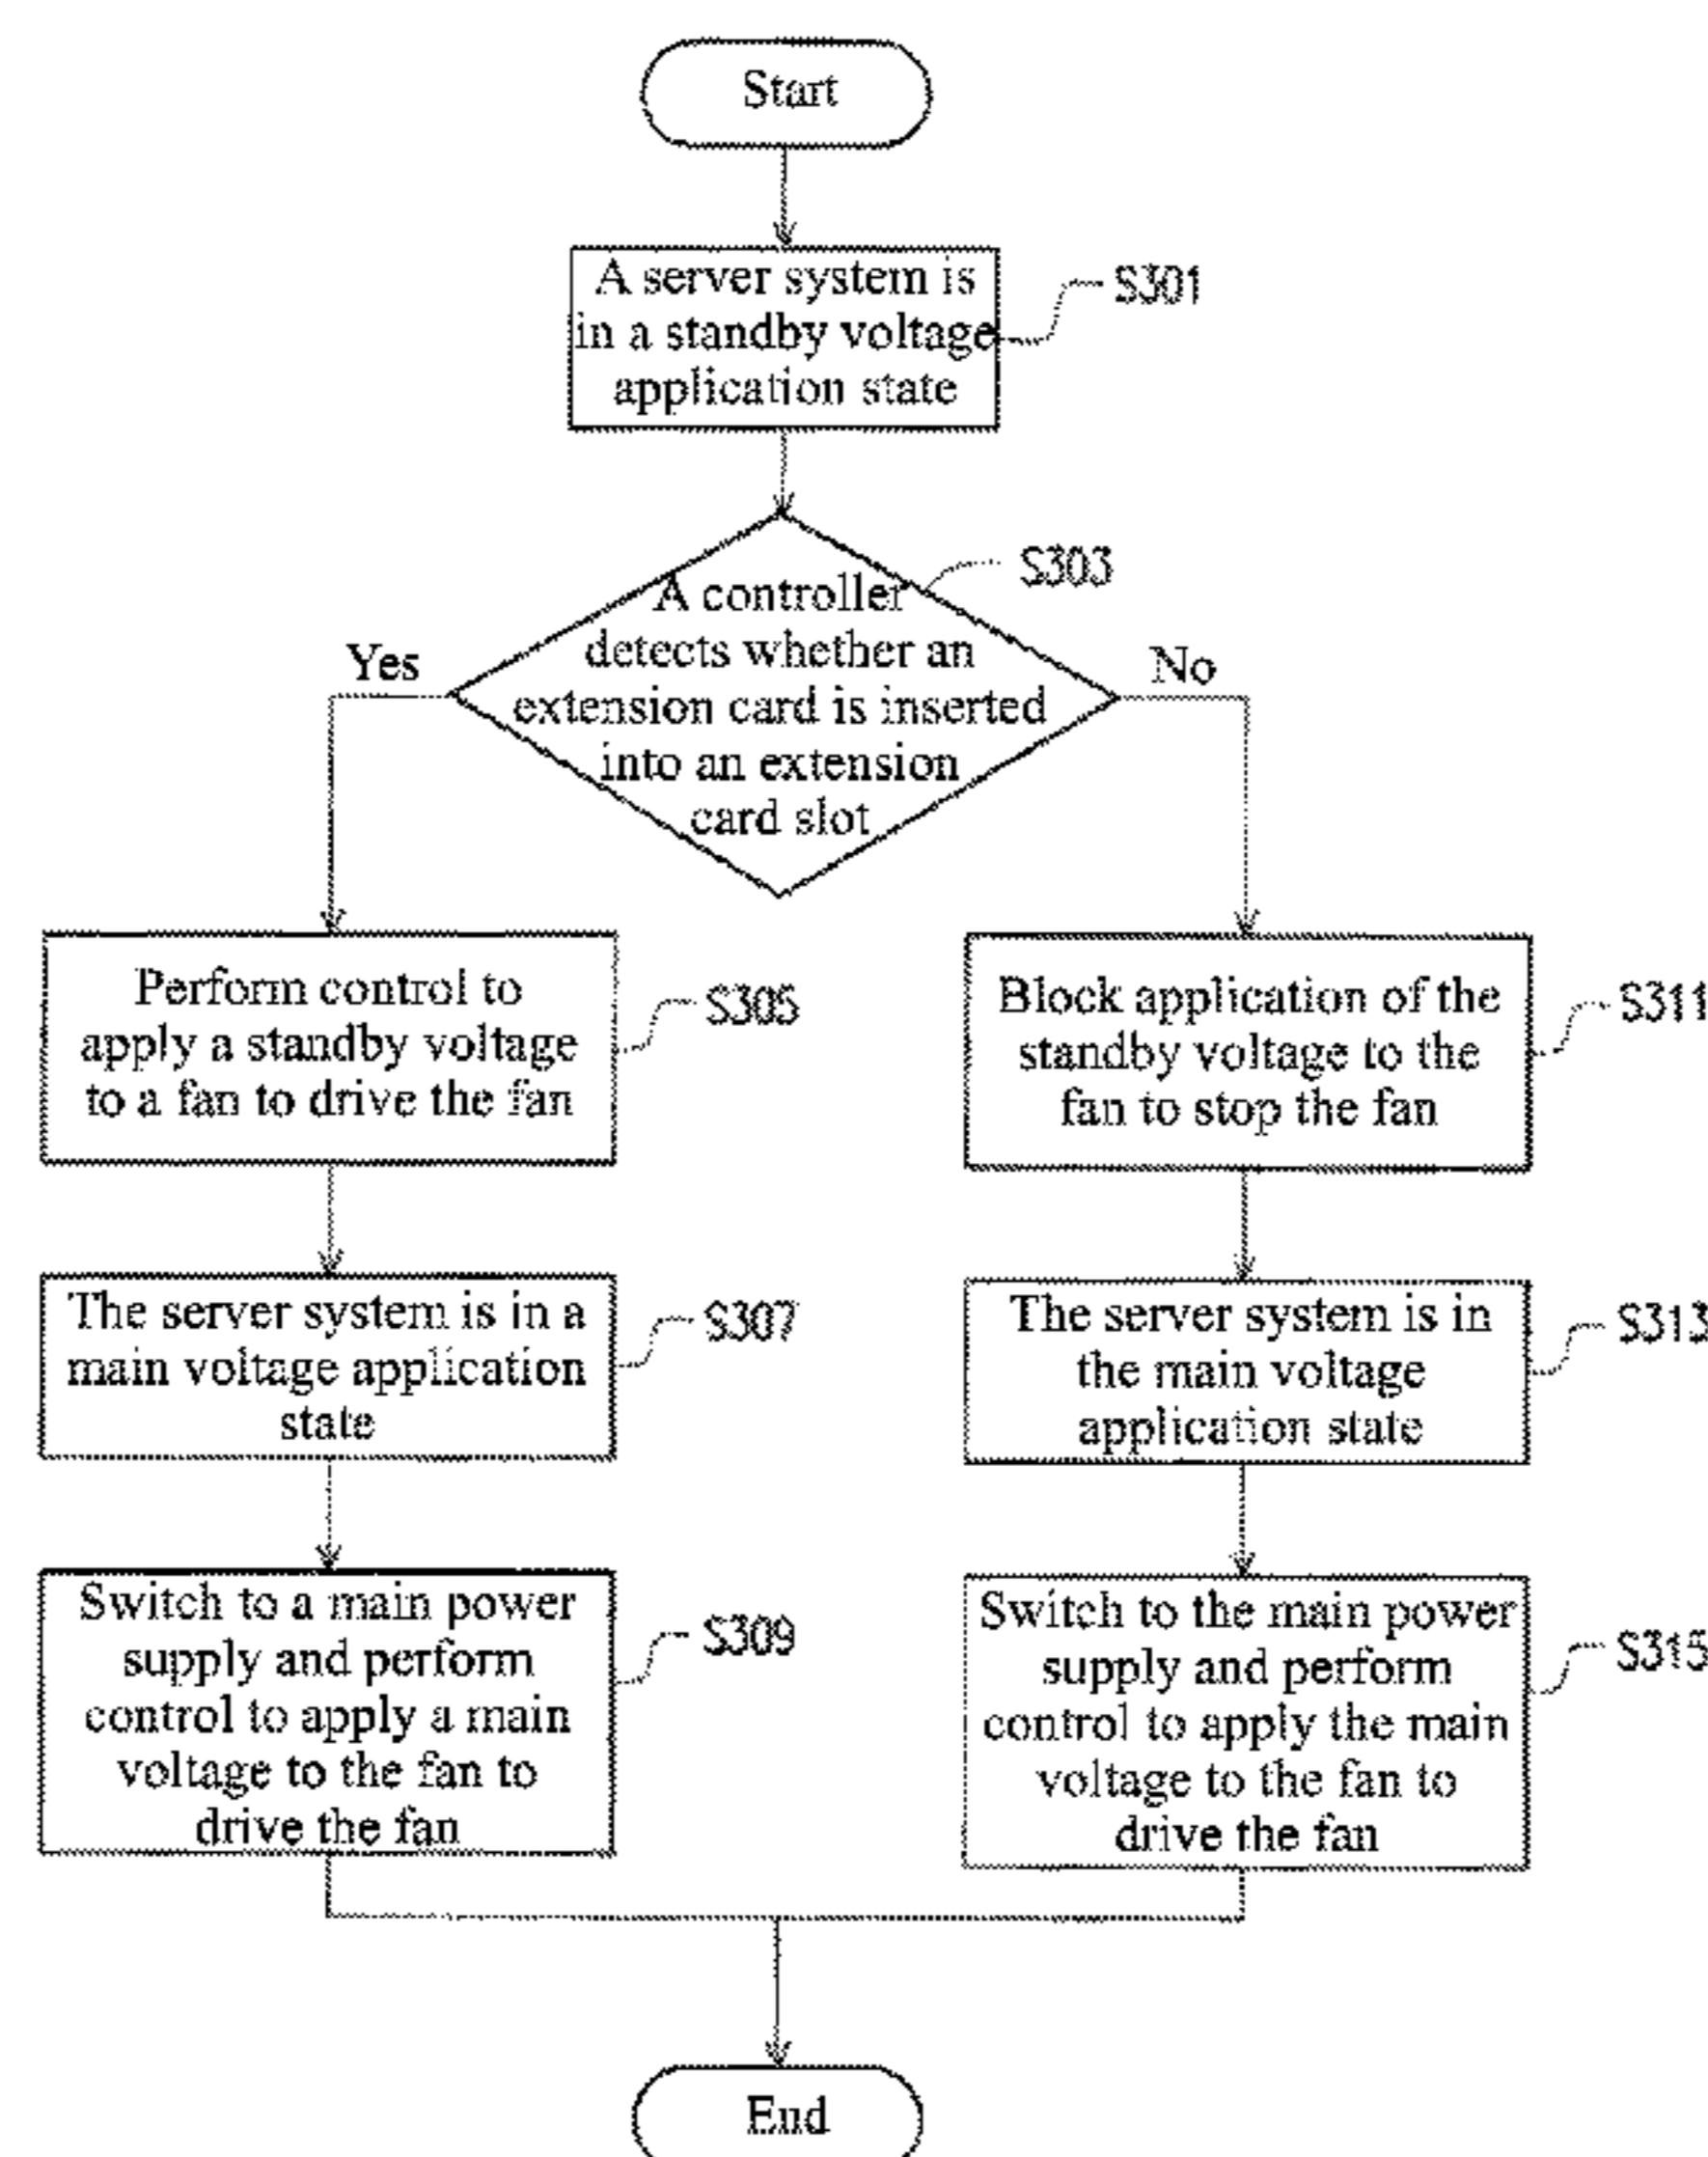 Start
A server system is
in a standby voltage
application state
S301
A controller
detects whether an
extension card is inserted
into an extension
card slot
S303
Yes
No
Perform control to
apply a standby voltage
to a fan to drive the fan
S305
Block application of the
standby voltage to the
fan to stop the fan
S311
The server system is in a
main voltage application
state
S307
The server system is in
the main voltage
application state
S313
Switch to a main power
supply and perform
control to apply a main
voltage to the fan to
drive the fan
S309
Switch to the main power
supply and perform
control to apply the main
voltage to the fan to
drive the fan
S315
End